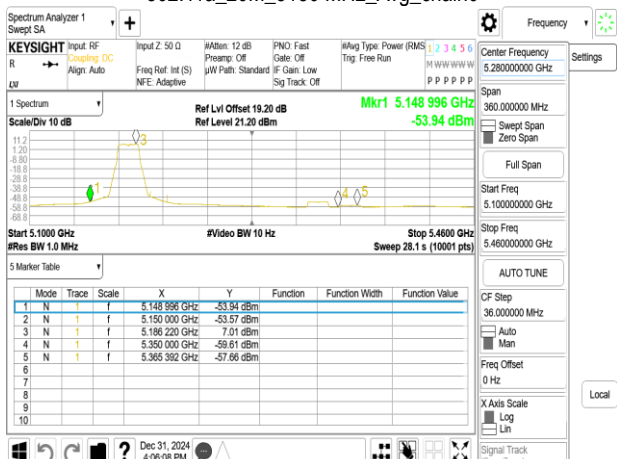 Spectrum Analyzer 1
Swept SA
+
Frequency
Settings
KEYSIGHT
R
LXI
Input: RF
Coupling: DC
Align: Auto
Input Z: 50 Ω
Freq Ref: Int (S)
NFE: Adaptive
#Atten: 12 dB
Preamp: Off
µW Path: Standard
PNO: Fast
Gate: Off
IF Gain: Low
Sig Track: Off
#Avg Type: Power (RMS
Trig: Free Run
1 2 3 4 5 6
M W W W W W
P P P P P P
1 Spectrum
Scale/Div 10 dB
Ref Lvl Offset 19.20 dB
Ref Level 21.20 dBm
Mkr1 5.148 996 GHz
-53.94 dBm
11.2
1.20
-8.80
-18.8
-28.8
-38.8
-48.8
-58.8
-68.8
1
3
4
5
Start 5.1000 GHz
#Video BW 10 Hz
Stop 5.4600 GHz
#Res BW 1.0 MHz
Sweep 28.1 s (10001 pts)
5 Marker Table
Mode Trace Scale X Y Function Function Width Function Value
1 N 1 f 5.148 996 GHz -53.94 dBm
2 N 1 f 5.150 000 GHz -53.57 dBm
3 N 1 f 5.186 220 GHz 7.01 dBm
4 N 1 f 5.350 000 GHz -59.61 dBm
5 N 1 f 5.365 392 GHz -57.66 dBm
6
7
8
9
10
Dec 31, 2024
4:06:08 PM
?
Center Frequency
5.280000000 GHz
Span
360.000000 MHz
Swept Span
Zero Span
Full Span
Start Freq
5.100000000 GHz
Stop Freq
5.460000000 GHz
AUTO TUNE
CF Step
36.000000 MHz
Auto
Man
Freq Offset
0 Hz
X Axis Scale
Log
Lin
Signal Track
Local